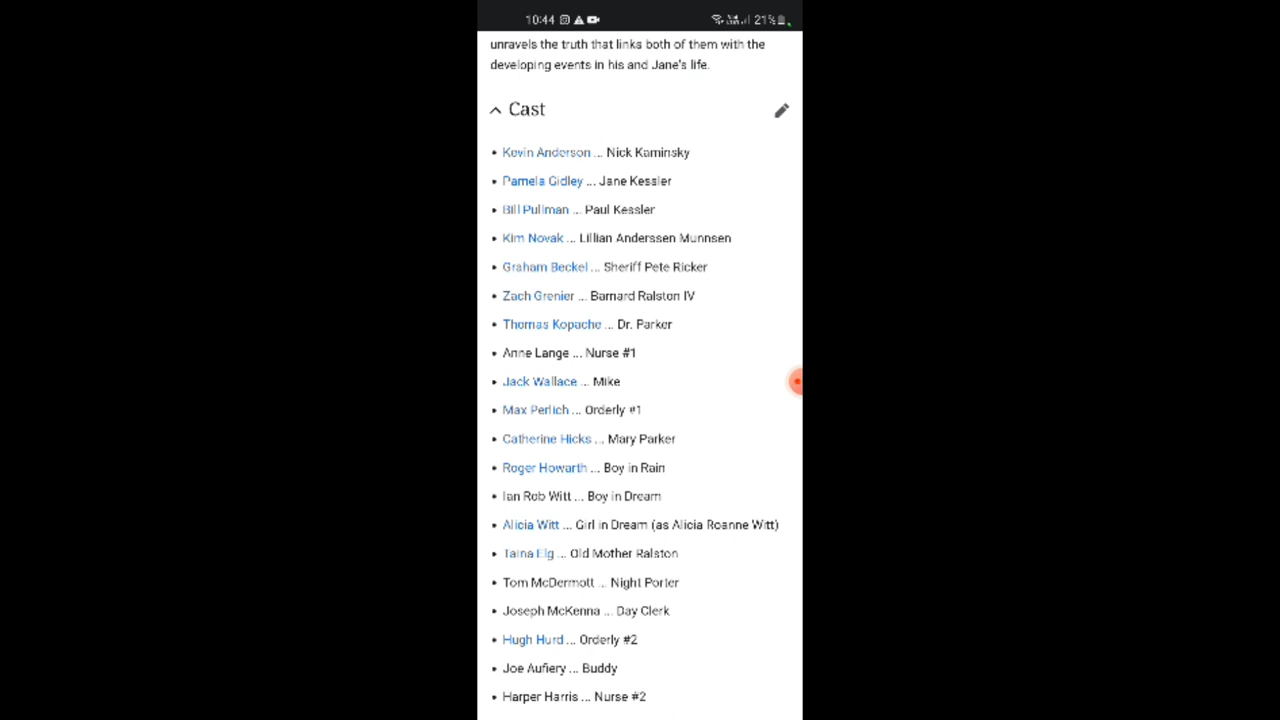 10:44 21%
unravels the truth that links both of them with the
developing events in his and Jane's life.
Cast
• Kevin Anderson ... Nick Kaminsky
• Pamela Gidley ... Jane Kessler
• Bill Pullman ... Paul Kessler
• Kim Novak ... Lillian Anderssen Munnsen
• Graham Beckel ... Sheriff Pete Ricker
• Zach Grenier ... Barnard Ralston IV
• Thomas Kopache ... Dr. Parker
• Anne Lange ... Nurse #1
• Jack Wallace ... Mike
• Max Perlich ... Orderly #1
• Catherine Hicks ... Mary Parker
• Roger Howarth ... Boy in Rain
• Ian Rob Witt ... Boy in Dream
• Alicia Witt ... Girl in Dream (as Alicia Roanne Witt)
• Taina Elg ... Old Mother Ralston
• Tom McDermott ... Night Porter
• Joseph McKenna ... Day Clerk
• Hugh Hurd ... Orderly #2
• Joe Aufiery ... Buddy
• Harper Harris ... Nurse #2